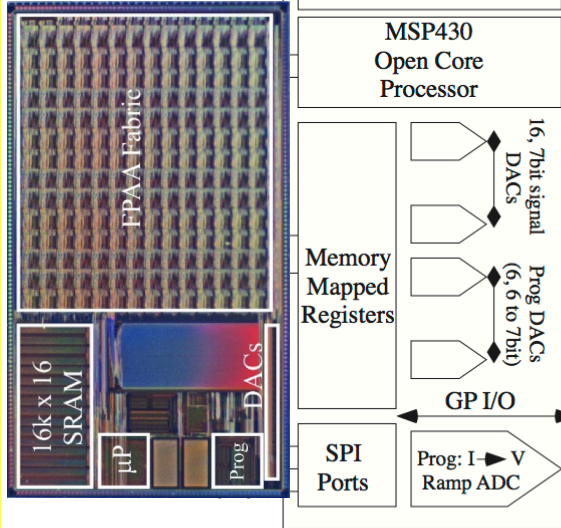 FPAA Fabric
16k x 16
SRAM
µP
Prog
DACs
MSP430
Open Core
Processor
Memory
Mapped
Registers
16, 7bit signal
DACs
Prog DACs
(6, 6 to 7bit)
GP I/O
SPI
Ports
Prog: I V
Ramp ADC